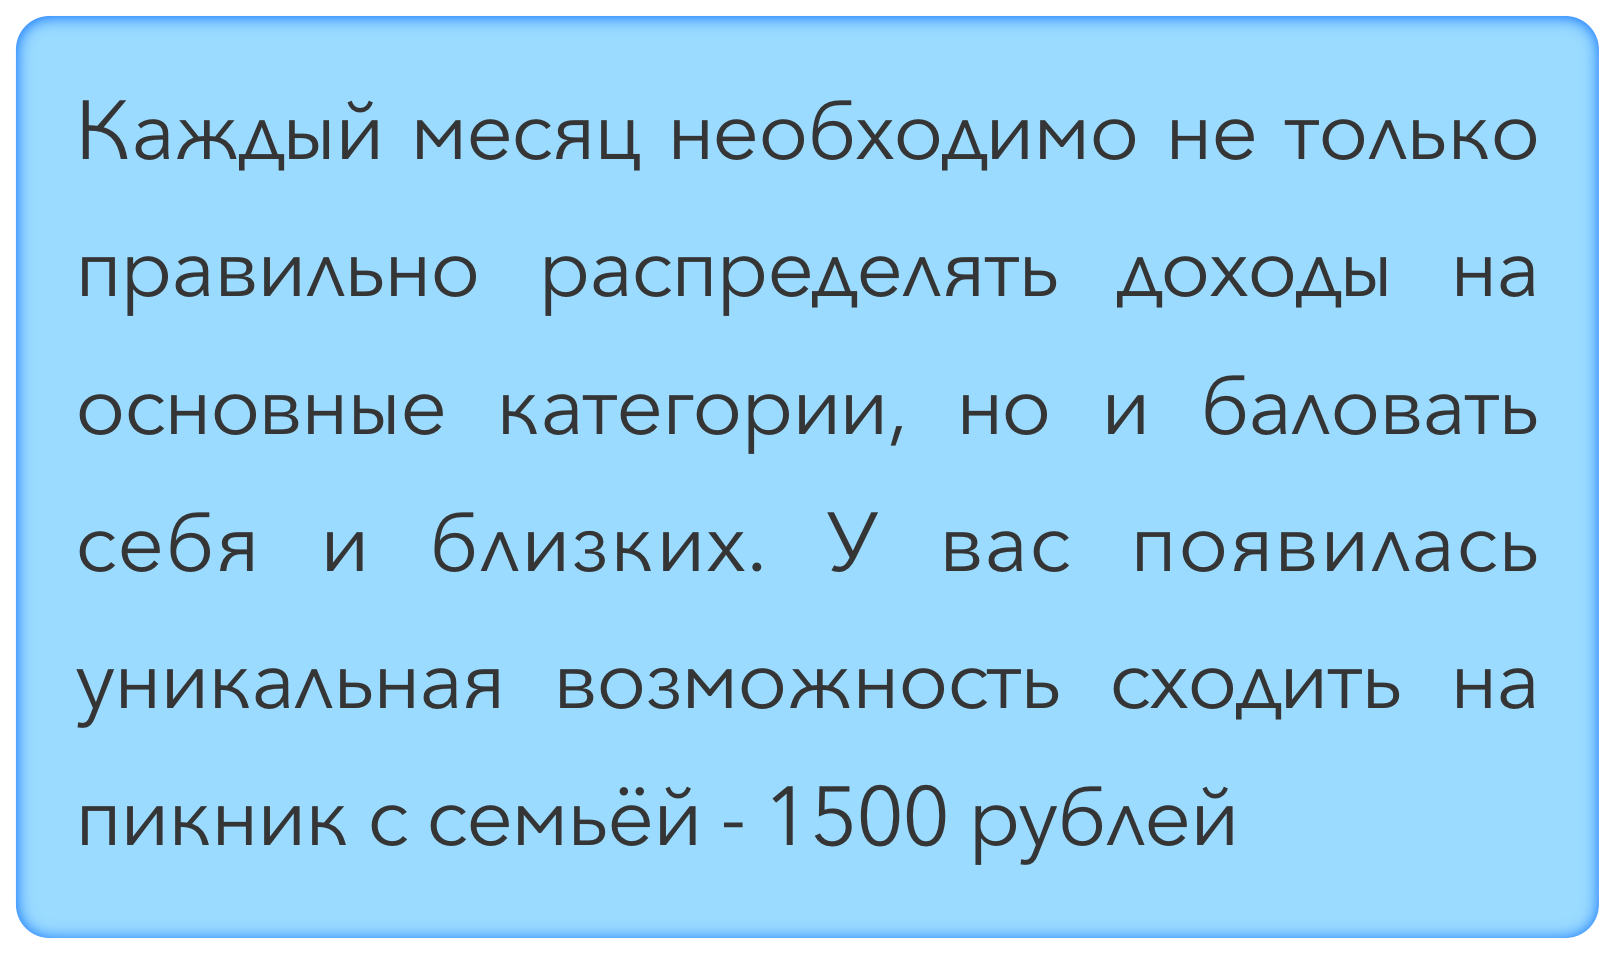 Каждый месяц необходимо не только
правильно распределять доходы на
основные категории, но и баловать
себя и близких. У вас появилась
уникальная возможность сходить на
пикник с семьёй - 1500 рублей